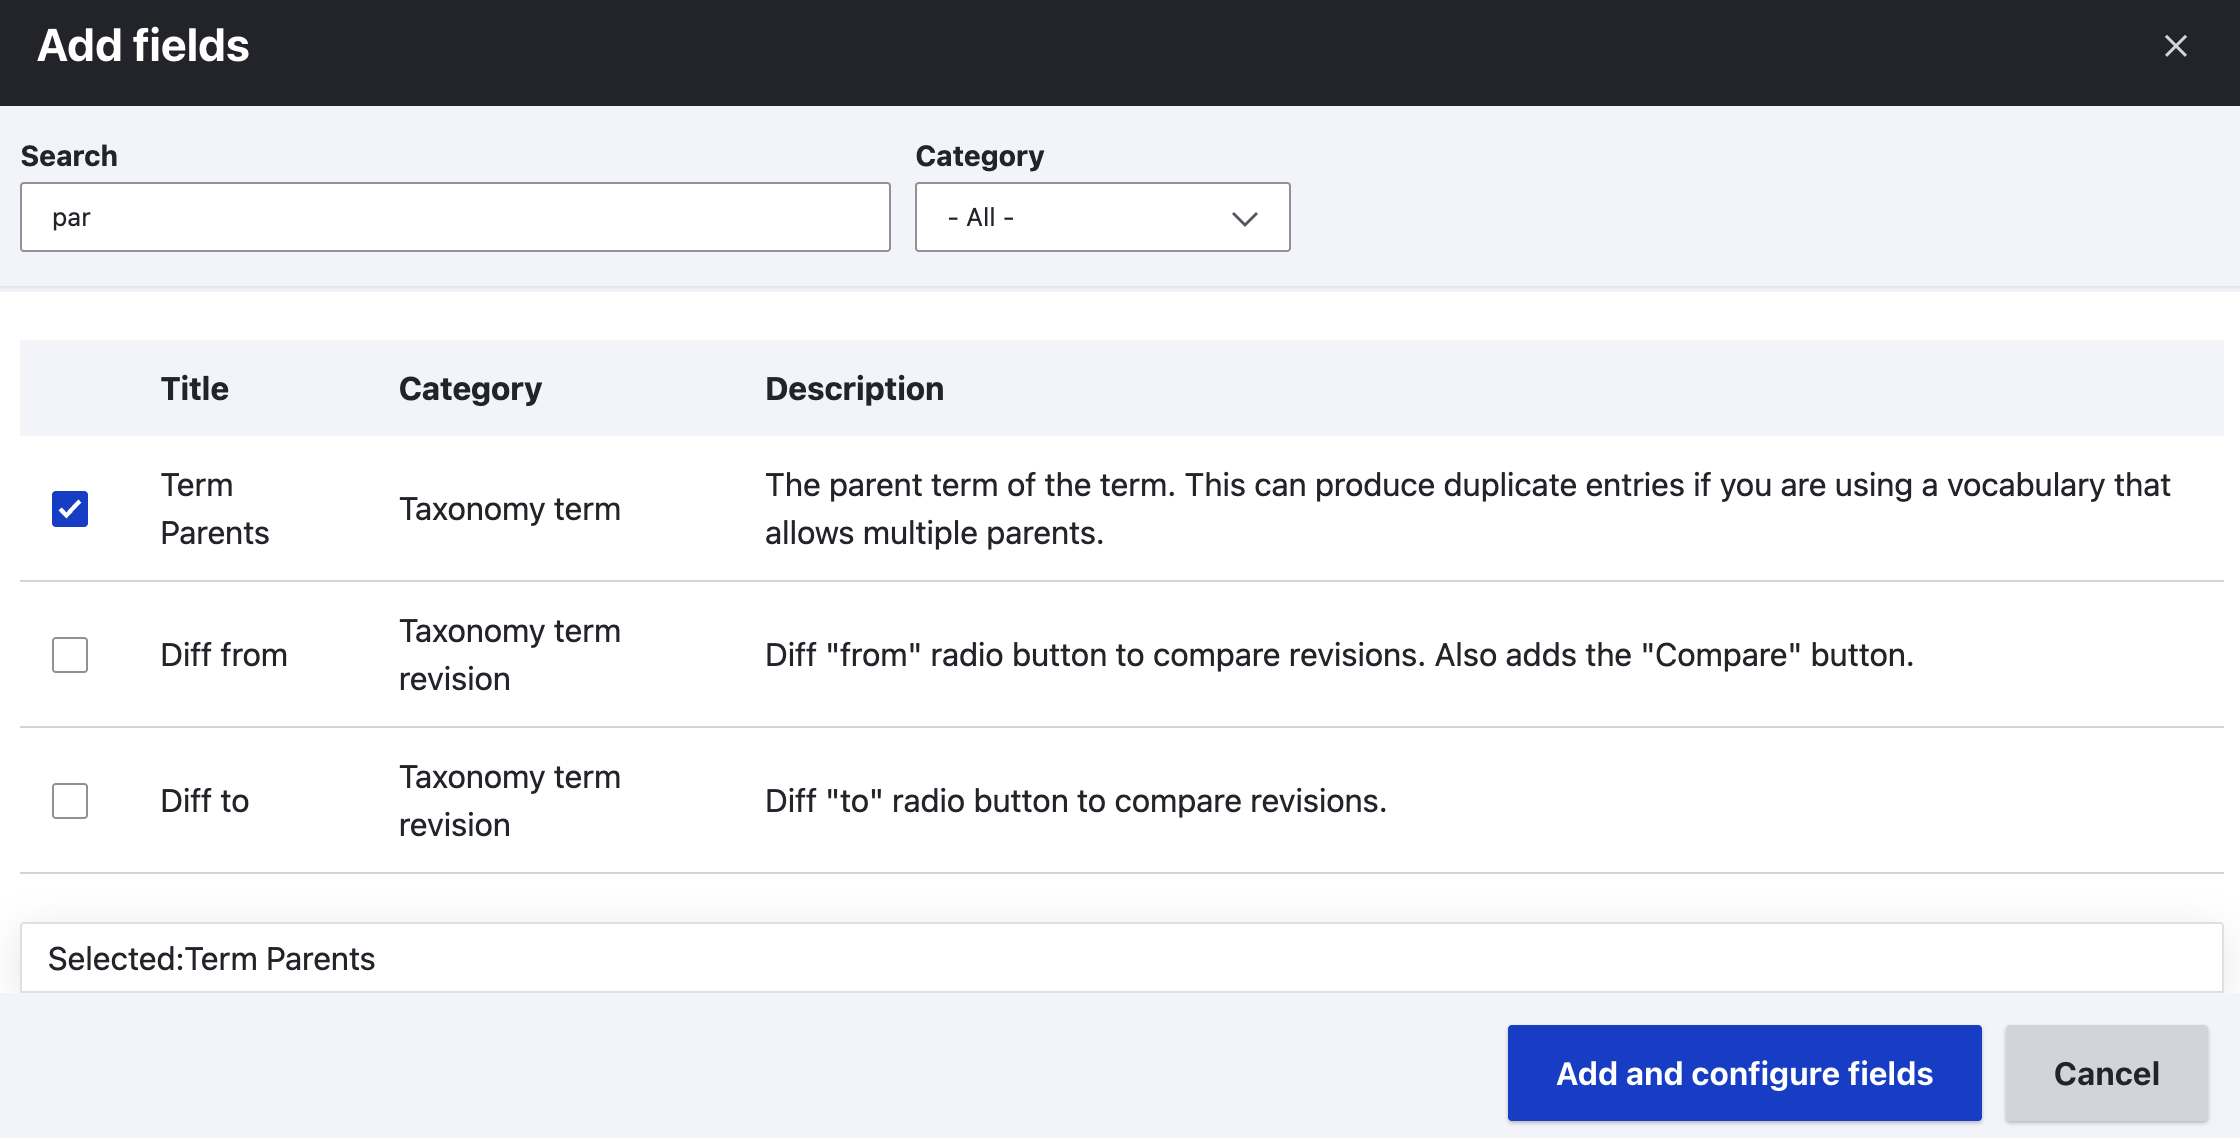 Add fields
Search
Category
par
- All -
Title
Category
Description
Term
Parents
Taxonomy term
The parent term of the term. This can produce duplicate entries if you are using a vocabulary that
allows multiple parents.
Diff from
Taxonomy term
revision
Diff "from" radio button to compare revisions. Also adds the "Compare" button.
Diff to
Taxonomy term
revision
Diff "to" radio button to compare revisions.
Selected:Term Parents
Add and configure fields
Cancel